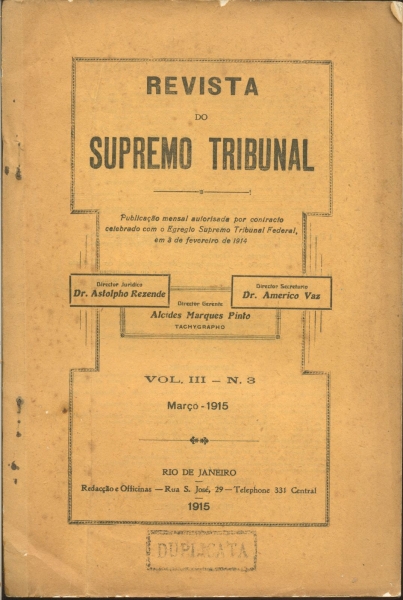 REVISTA
DO
SUPREMO TRIBUNAL
Publicação mensal autorisada por contracto
celebrado com o Egregio Supremo Tribunal Federal,
em 3 de fevereiro de 1914
Director Juridico
Dr. Astolpho Rezende
Director Secretario
Dr. Americo Vaz
Director Gerente
Alcides Marques Pinto
TACHYGRAPHO
VOL. III — N. 3
Março - 1915
RIO DE JANEIRO
Redacção e Officinas — Rua S. José, 29 — Telephone 331 Central
1915
DUPLICATA